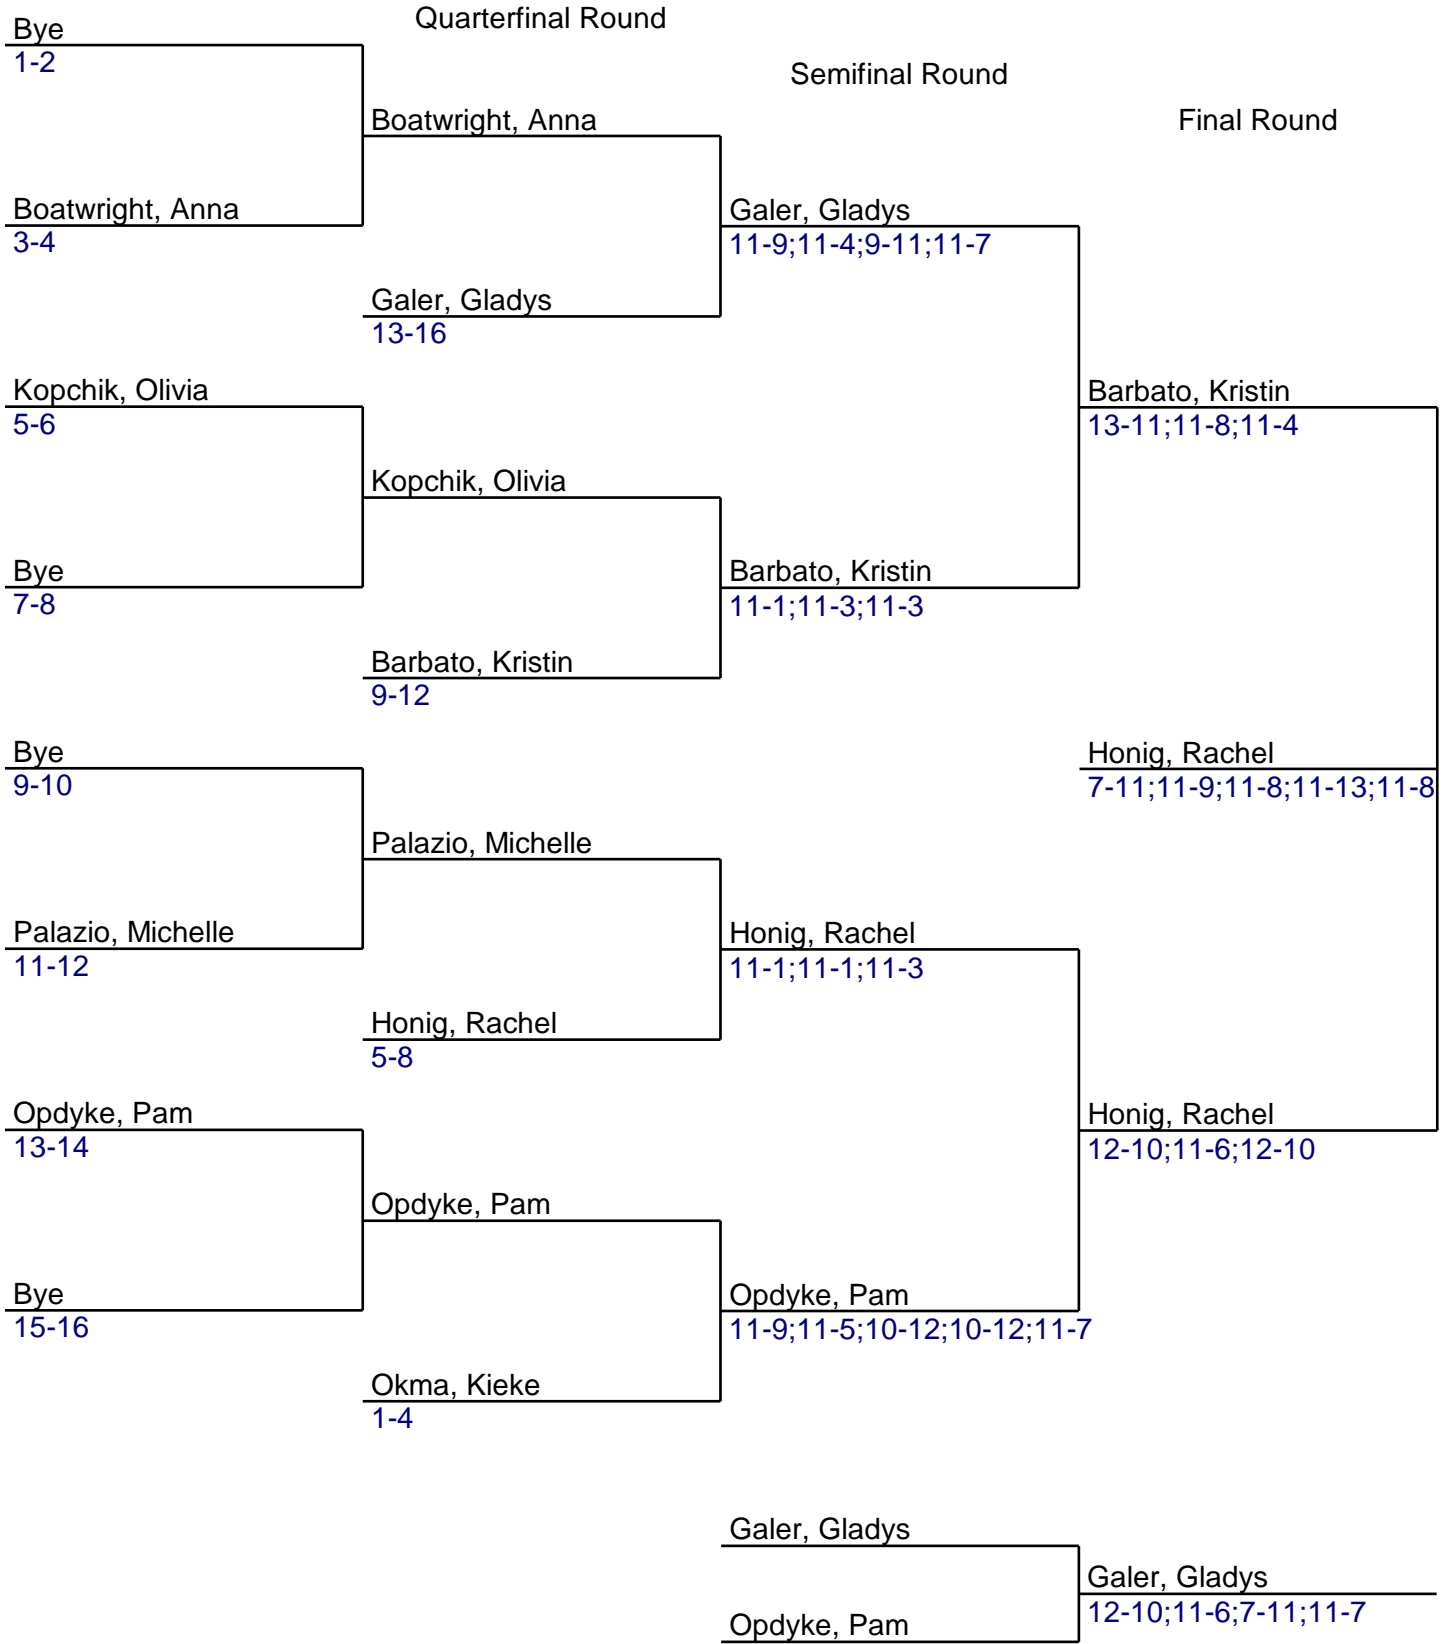 Bye
1-2
Quarterfinal Round
Semifinal Round
Final Round
Boatwright, Anna
Boatwright, Anna
3-4
Galer, Gladys
11-9;11-4;9-11;11-7
Galer, Gladys
13-16
Kopchik, Olivia
5-6
Barbato, Kristin
13-11;11-8;11-4
Kopchik, Olivia
Bye
7-8
Barbato, Kristin
11-1;11-3;11-3
Barbato, Kristin
9-12
Bye
9-10
Honig, Rachel
7-11;11-9;11-8;11-13;11-8
Palazio, Michelle
Palazio, Michelle
11-12
Honig, Rachel
11-1;11-1;11-3
Honig, Rachel
5-8
Opdyke, Pam
13-14
Honig, Rachel
12-10;11-6;12-10
Opdyke, Pam
Bye
15-16
Opdyke, Pam
11-9;11-5;10-12;10-12;11-7
Okma, Kieke
1-4
Galer, Gladys
Galer, Gladys
12-10;11-6;7-11;11-7
Opdyke, Pam